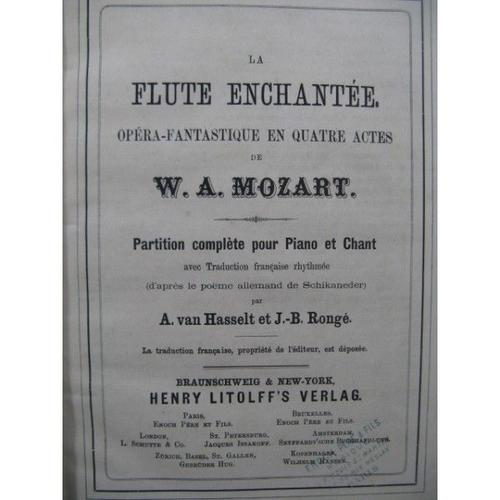 LA
FLUTE ENCHANTÉE.
OPÉRA-FANTASTIQUE EN QUATRE ACTES
DE
W. A. MOZART.
Partition complète pour Piano et Chant
avec Traduction française rhythmée
(d'après le poëme allemand de Schikaneder)
par
A. van Hasselt et J.-B. Rongé.
La traduction française, propriété de l'éditeur, est déposée.
BRAUNSCHWEIG & NEW-YORK,
HENRY LITOLFF'S VERLAG.
PARIS, BRUXELLES,
ENOCH PÈRE ET FILS. ENOCH PÈRE ET FILS.
LONDON, ST. PETERSBURG, AMSTERDAM,
L. SCHUTTE & CO. JACQUES ISSAKOFF. SEYFFARDT'SCHE BUCHHANDLUNG.
ZÜRICH, BASEL, ST. GALLEN, KOPENHAGEN,
GEBRÜDER HUG. WILHELM HANSEN.
& FILS